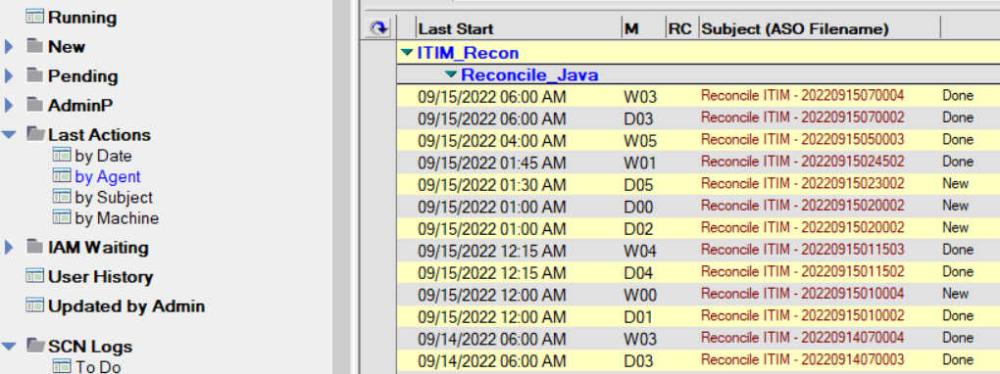 Running
New
Pending
AdminP
Last Actions
by Date
by Agent
by Subject
by Machine
IAM Waiting
User History
Updated by Admin
SCN Logs
To Do
Last Start M RC Subject (ASO Filename)
ITIM_Recon
Reconcile_Java
09/15/2022 06:00 AM W03 Reconcile ITIM - 20220915070004 Done
09/15/2022 06:00 AM D03 Reconcile ITIM - 20220915070002 Done
09/15/2022 04:00 AM W05 Reconcile ITIM - 20220915050003 Done
09/15/2022 01:45 AM W01 Reconcile ITIM - 20220915024502 Done
09/15/2022 01:30 AM D05 Reconcile ITIM - 20220915023002 New
09/15/2022 01:00 AM D00 Reconcile ITIM - 20220915020002 New
09/15/2022 01:00 AM D02 Reconcile ITIM - 20220915020002 New
09/15/2022 12:15 AM W04 Reconcile ITIM - 20220915011503 Done
09/15/2022 12:15 AM D04 Reconcile ITIM - 20220915011502 Done
09/15/2022 12:00 AM W00 Reconcile ITIM - 20220915010004 New
09/15/2022 12:00 AM D01 Reconcile ITIM - 20220915010002 Done
09/14/2022 06:00 AM W03 Reconcile ITIM - 20220914070004 Done
09/14/2022 06:00 AM D03 Reconcile ITIM - 20220914070003 Done